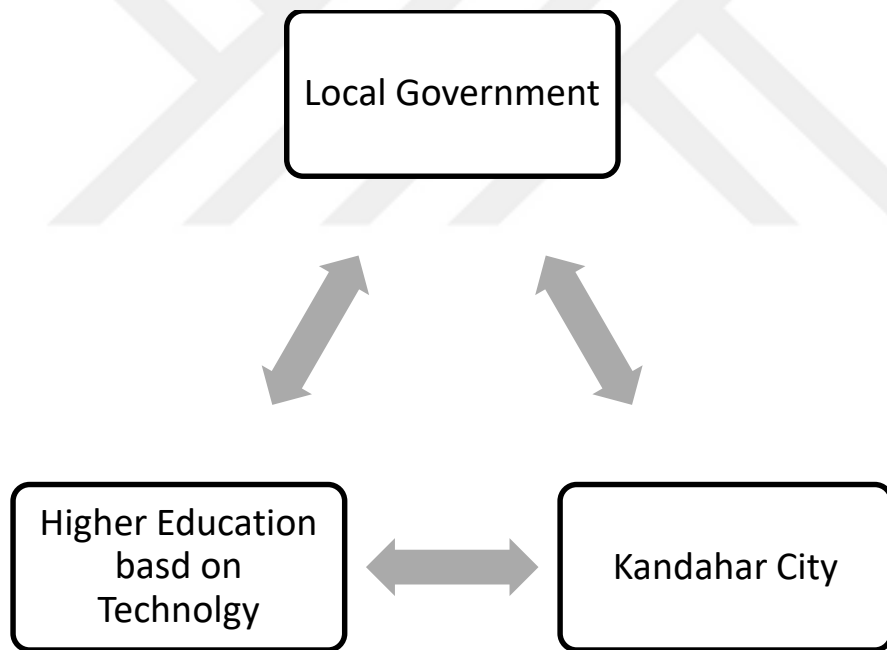 Local Government
Higher Education
basd on
Technolgy
Kandahar City